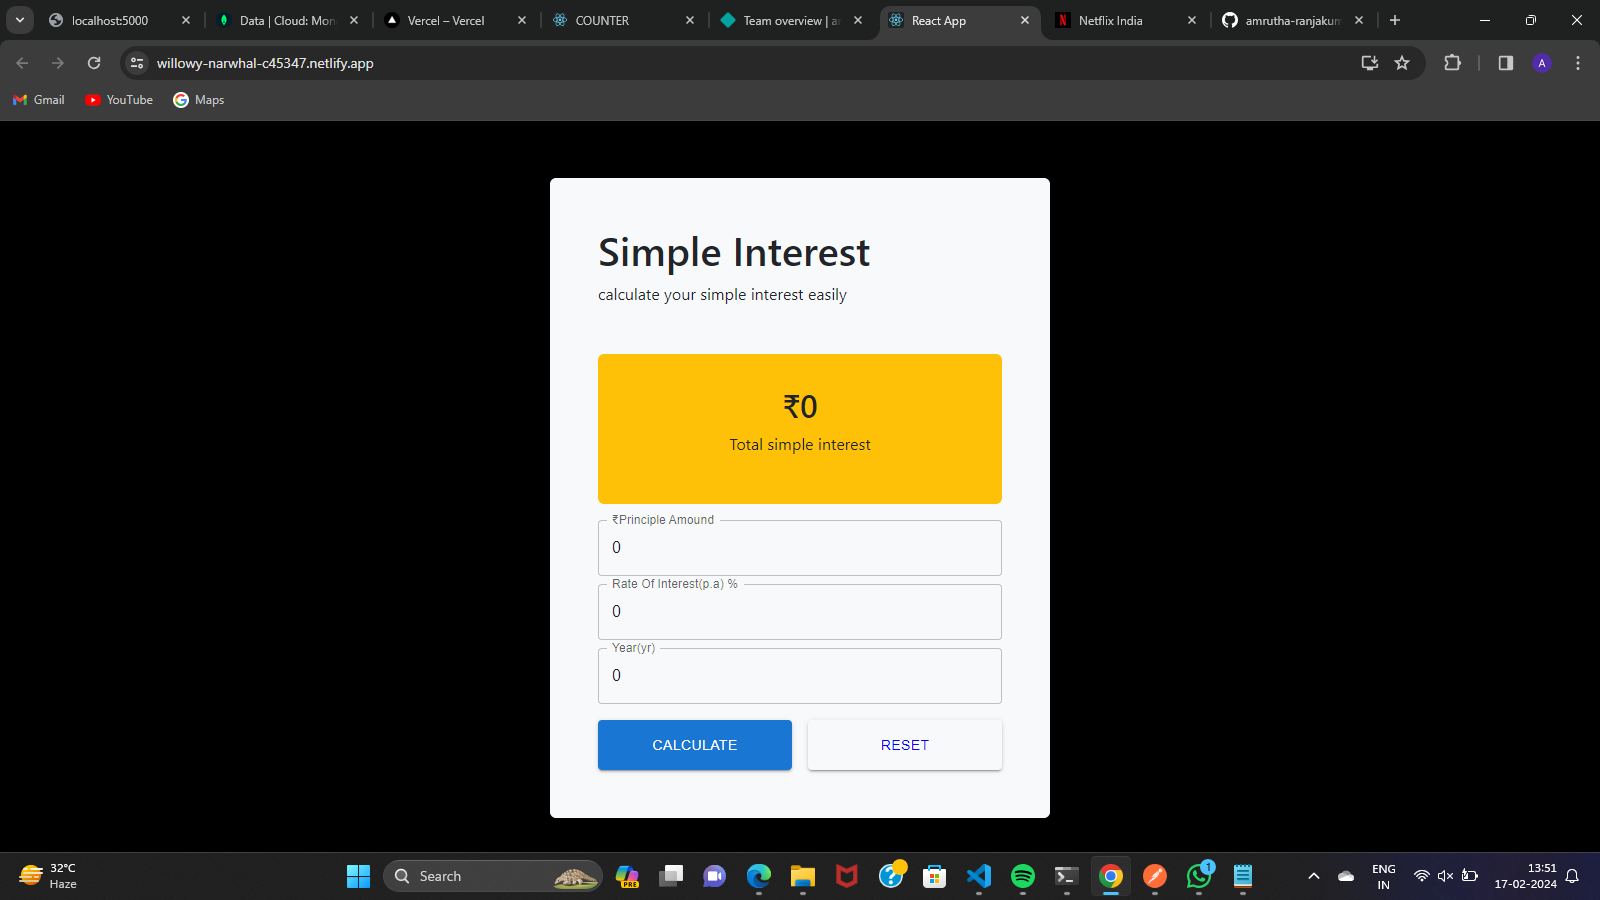 localhost:5000
Data | Cloud: Mon
Vercel – Vercel
COUNTER
Team overview | a
React App
Netflix India
amrutha-ranjakum
willowy-narwhal-c45347.netlify.app
A
Gmail
YouTube
Maps
Simple Interest
calculate your simple interest easily
₹0
Total simple interest
₹Principle Amound
0
Rate Of Interest(p.a) %
0
Year(yr)
0
CALCULATE
RESET
32°C
Haze
Search
PRE
1
ENG
IN
13:51
17-02-2024